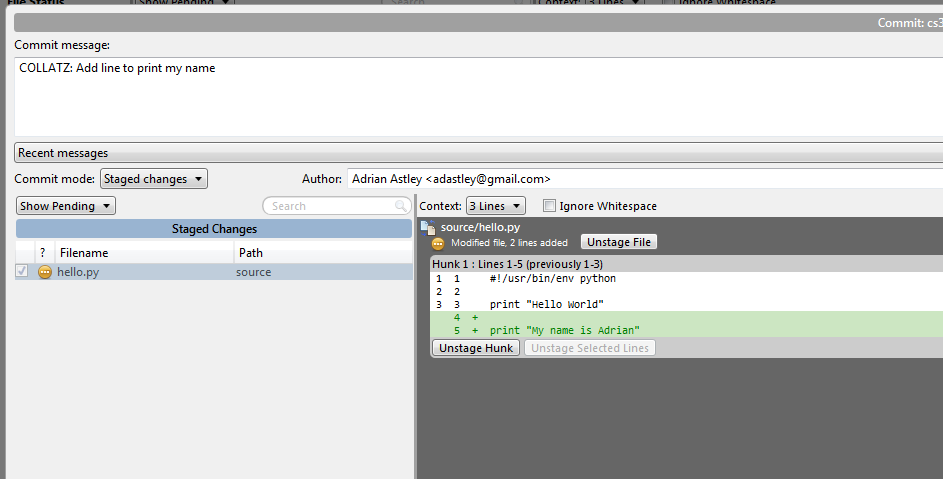 File Status Show Pending Search Context: 3 Lines Ignore Whitespace
Commit: cs3
Commit message:
COLLATZ: Add line to print my name
Recent messages
Commit mode: Staged changes Author: Adrian Astley <adastley@gmail.com>
Show Pending Search Context: 3 Lines Ignore Whitespace
Staged Changes
? Filename Path
hello.py source
source/hello.py
Modified file, 2 lines added Unstage File
Hunk 1 : Lines 1-5 (previously 1-3)
1 1 #!/usr/bin/env python
2 2
3 3 print "Hello World"
4 +
5 + print "My name is Adrian"
Unstage Hunk Unstage Selected Lines